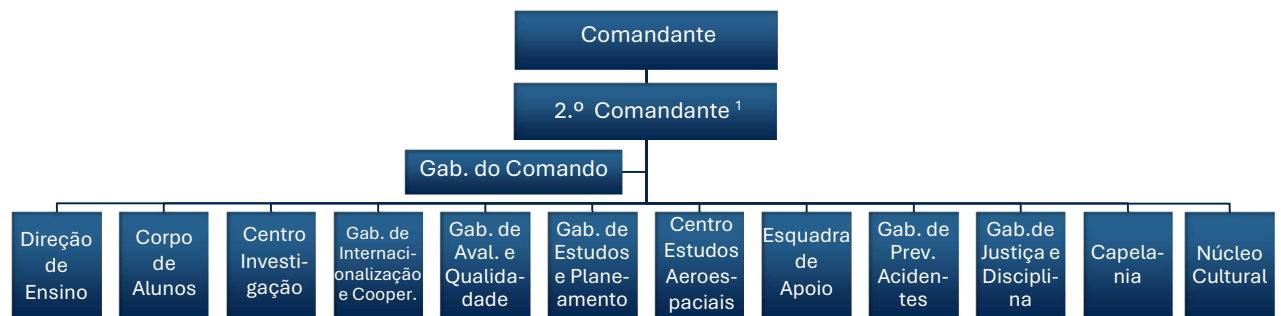 Comandante
2.º Comandante ¹
Gab. do Comando
Direção
de
Ensino
Corpo
de
Alunos
Centro
Investi-
gação
Gab. de
Internaci-
onalização
e Cooper.
Gab. de
Aval. e
Qualida-
dade
Gab. de
Estudos
e Plane-
amento
Centro
Estudos
Aeroes-
paciais
Esquadra
de
Apoio
Gab. de
Prev.
Aciden-
tes
Gab.de
Justiça e
Discipli-
na
Capela-
nia
Núcleo
Cultural